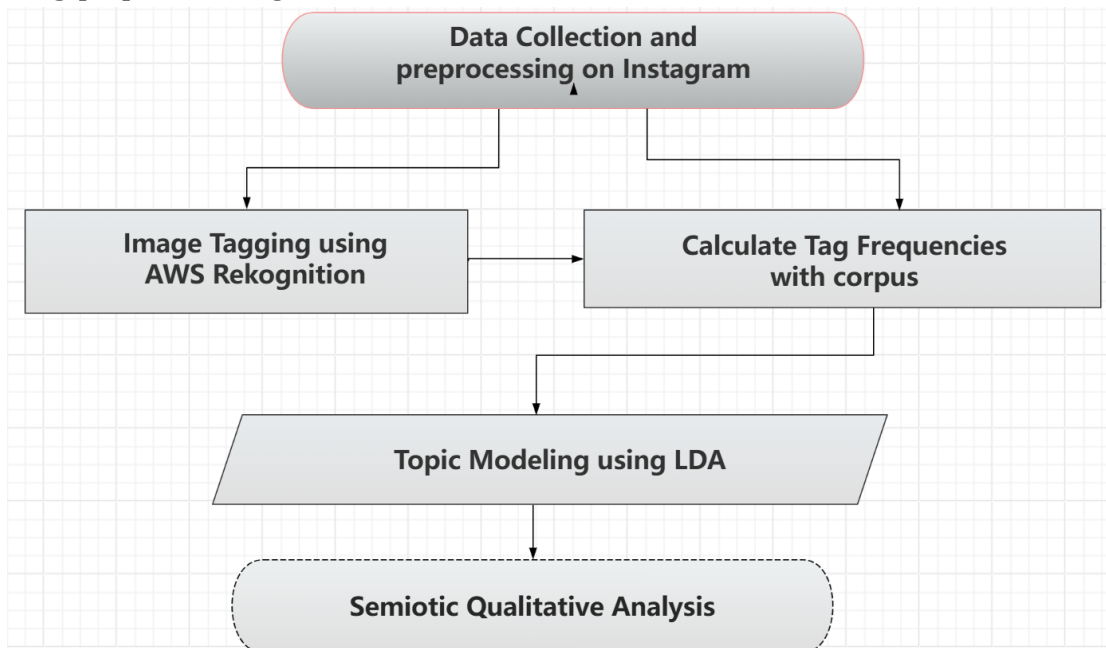 Data Collection and
preprocessing on Instagram
Image Tagging using
AWS Rekognition
Calculate Tag Frequencies
with corpus
Topic Modeling using LDA
Semiotic Qualitative Analysis